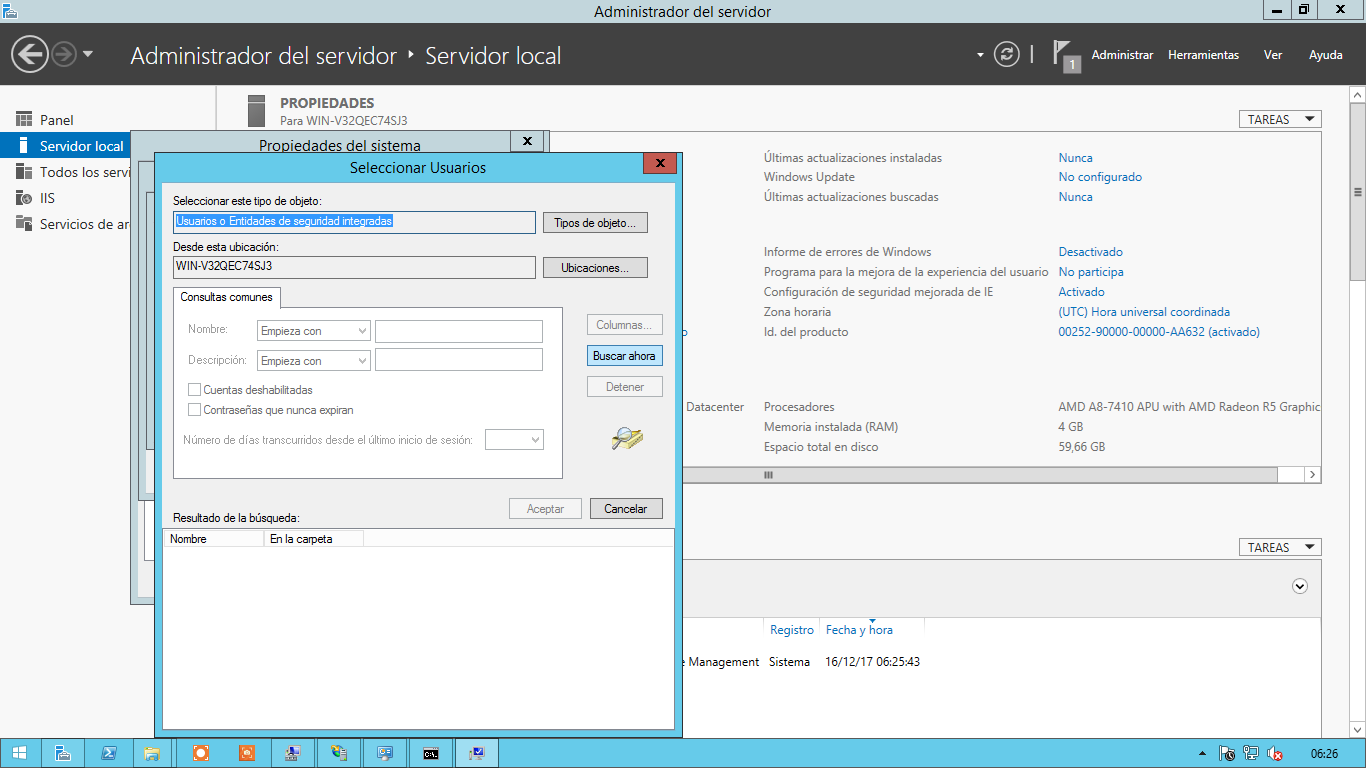 Administrador del servidor
Administrador del servidor ‣ Servidor local
1
Administrar Herramientas Ver Ayuda
Panel
Servidor local
Todos los servi
IIS
Servicios de ar
PROPIEDADES
Para WIN-V32QEC74SJ3
TAREAS
Propiedades del sistema
Seleccionar Usuarios
Seleccionar este tipo de objeto:
Usuarios o Entidades de seguridad integradas
Tipos de objeto...
Desde esta ubicación:
WIN-V32QEC74SJ3
Ubicaciones...
Consultas comunes
Nombre: Empieza con
Descripción: Empieza con
Cuentas deshabilitadas
Contraseñas que nunca expiran
Número de días transcurridos desde el último inicio de sesión:
Columnas...
Buscar ahora
Detener
Aceptar Cancelar
Resultado de la búsqueda:
Nombre En la carpeta
Últimas actualizaciones instaladas Nunca
Windows Update No configurado
Últimas actualizaciones buscadas Nunca
Informe de errores de Windows Desactivado
Programa para la mejora de la experiencia del usuario No participa
Configuración de seguridad mejorada de IE Activado
Zona horaria (UTC) Hora universal coordinada
o Id. del producto 00252-90000-00000-AA632 (activado)
Datacenter Procesadores AMD A8-7410 APU with AMD Radeon R5 Graphic
Memoria instalada (RAM) 4 GB
Espacio total en disco 59,66 GB
TAREAS
Registro Fecha y hora
e Management Sistema 16/12/17 06:25:43
06:26